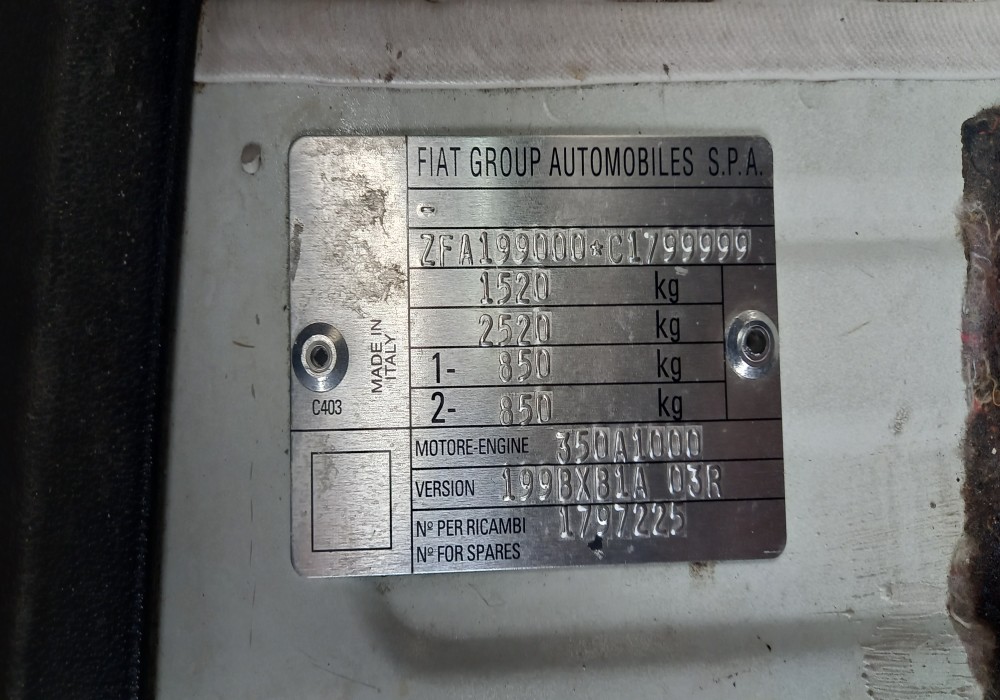 FIAT GROUP AUTOMOBILES S.P.A.
-
ZFA199000*C1799999
1520 kg
2520 kg
1- 850 kg
2- 850 kg
MADE IN ITALY
C403
MOTORE-ENGINE 350A1000
VERSION 199BXB1A 03R
Nº PER RICAMBI 1797225
Nº FOR SPARES